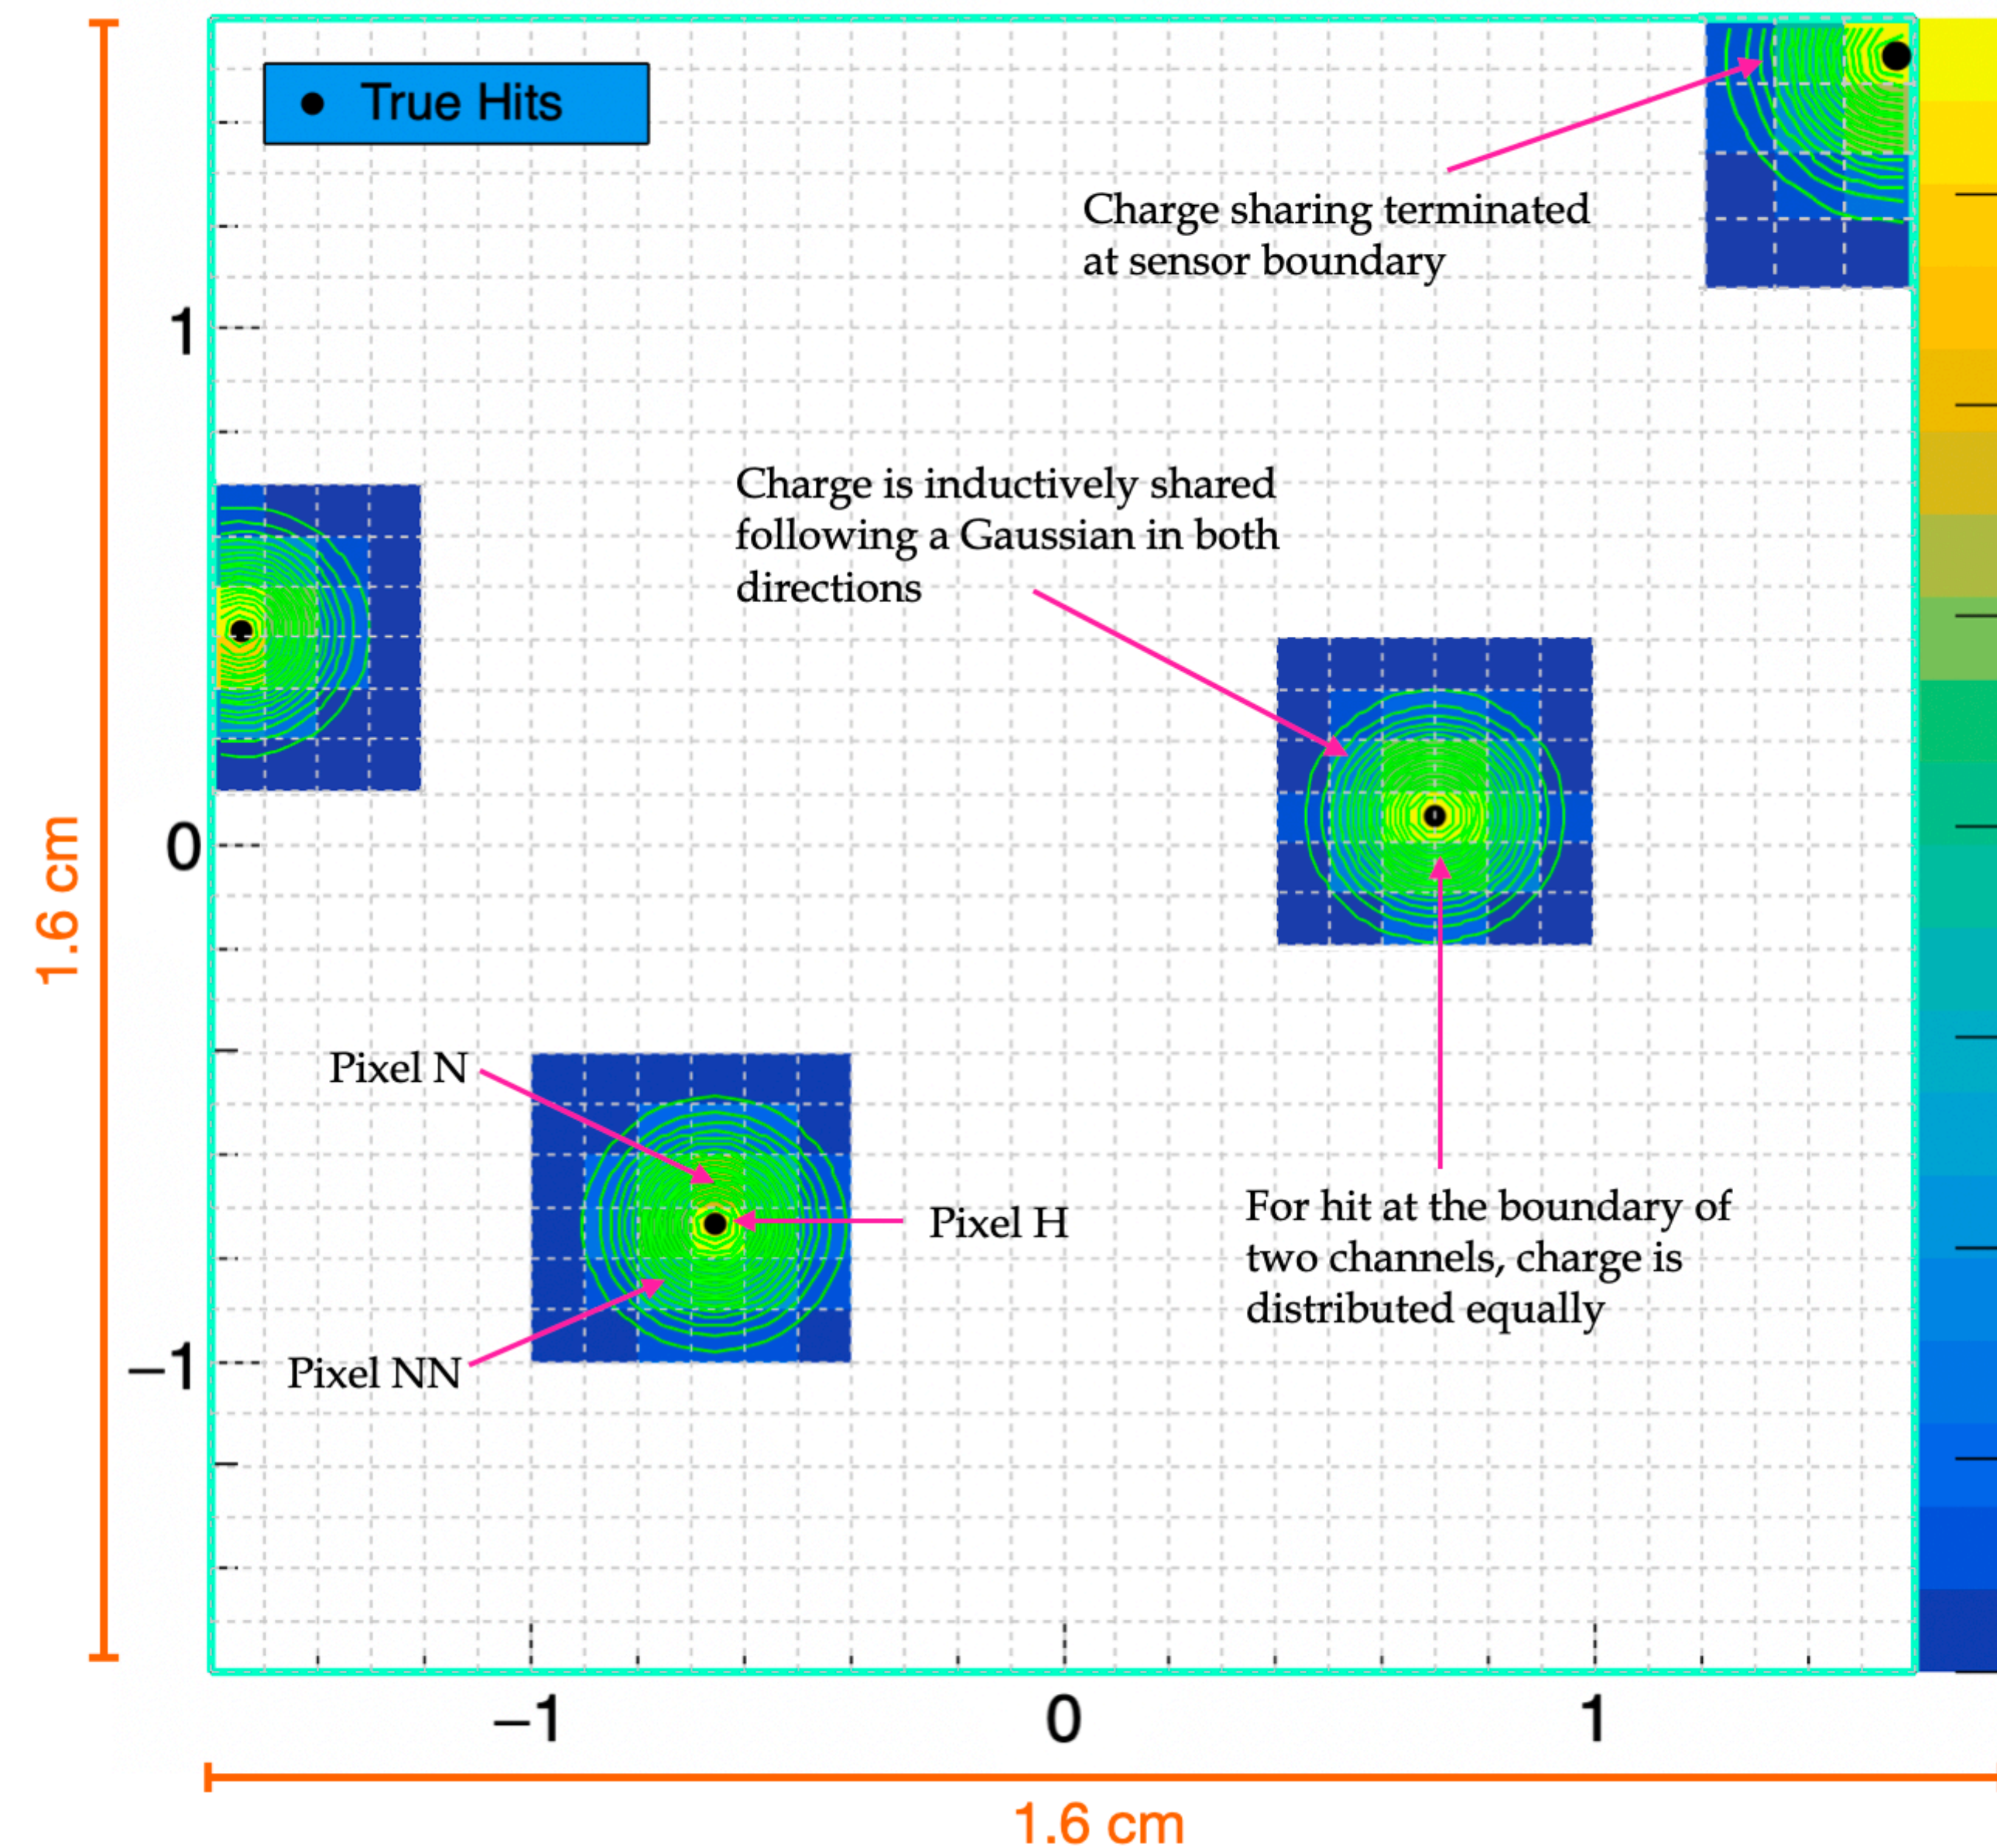 True Hits
Charge sharing terminated
at sensor boundary
1
Charge is inductively shared
following a Gaussian in both
directions
0
1.6 cm
Pixel N
Pixel H
For hit at the boundary of
two channels, charge is
distributed equally
−1
Pixel NN
−1
0
1
1.6 cm